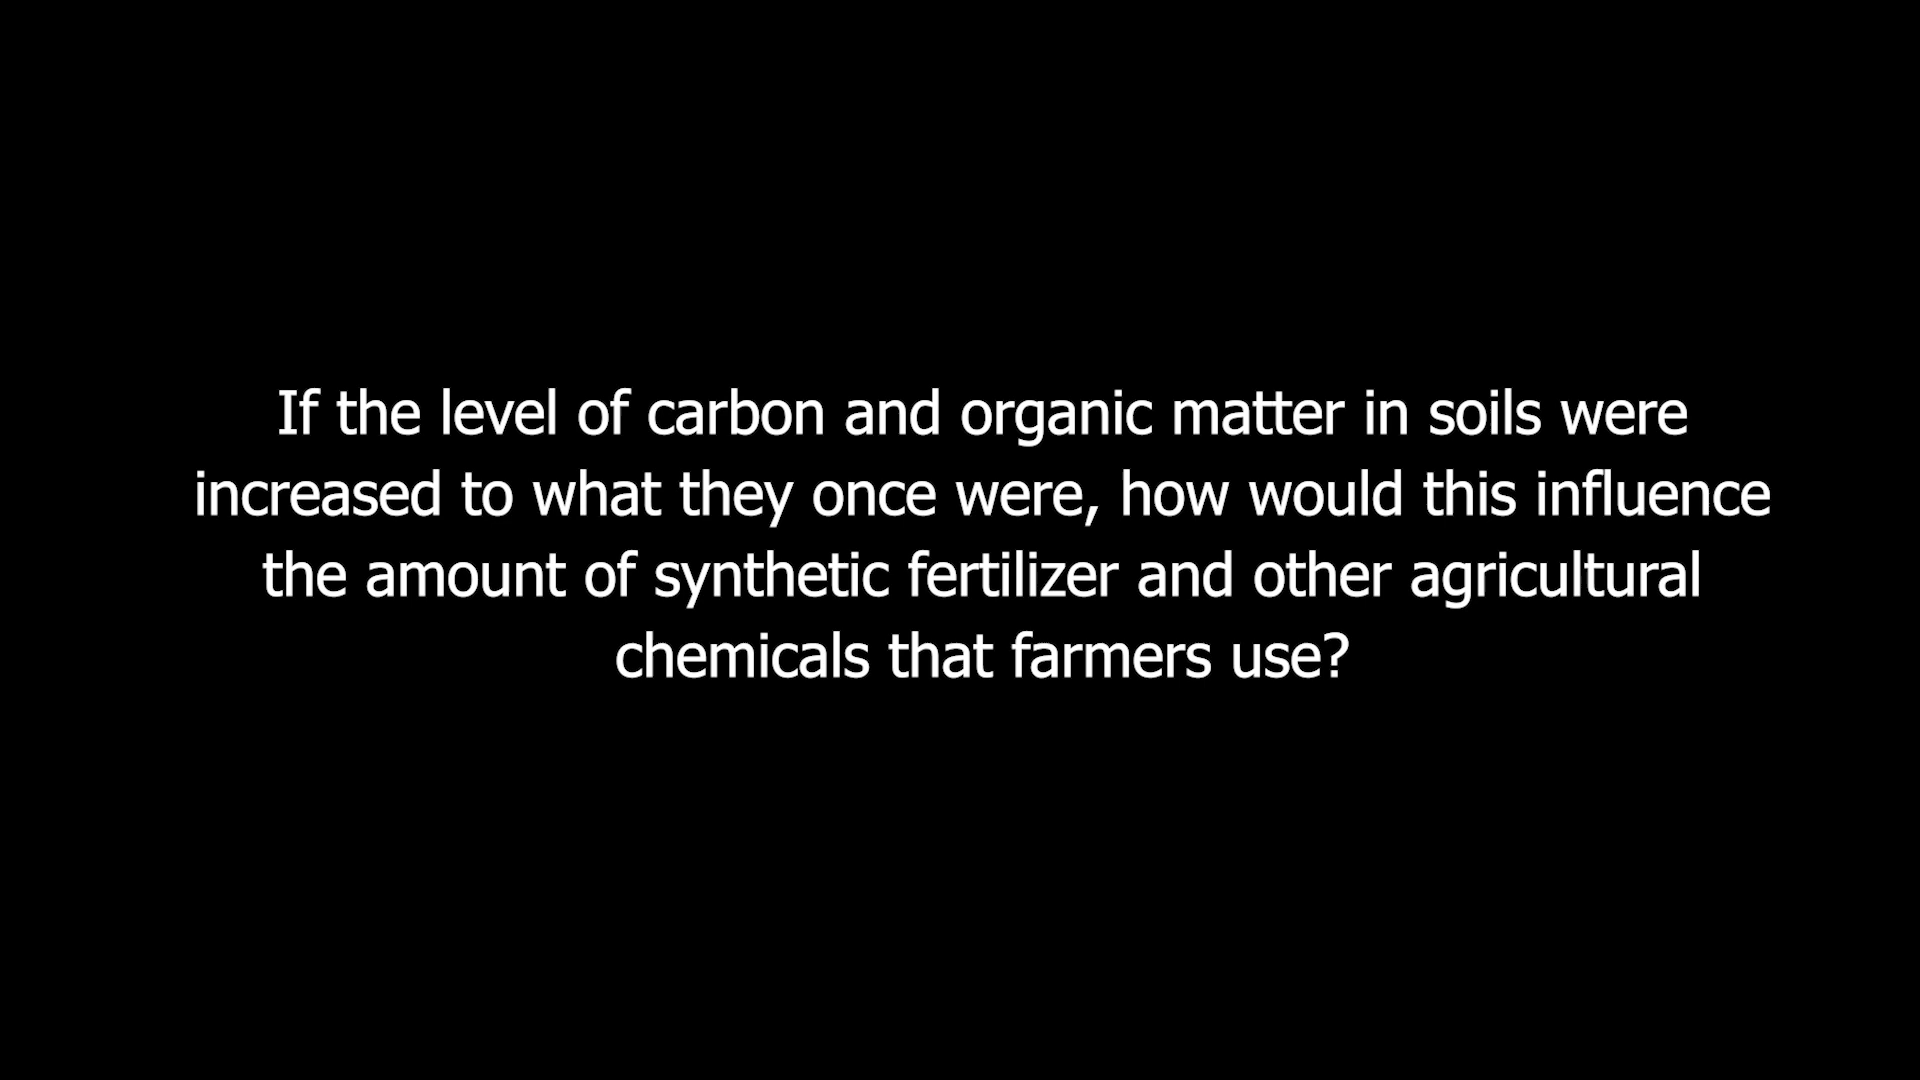 If the level of carbon and organic matter in soils were
increased to what they once were, how would this influence
the amount of synthetic fertilizer and other agricultural
chemicals that farmers use?